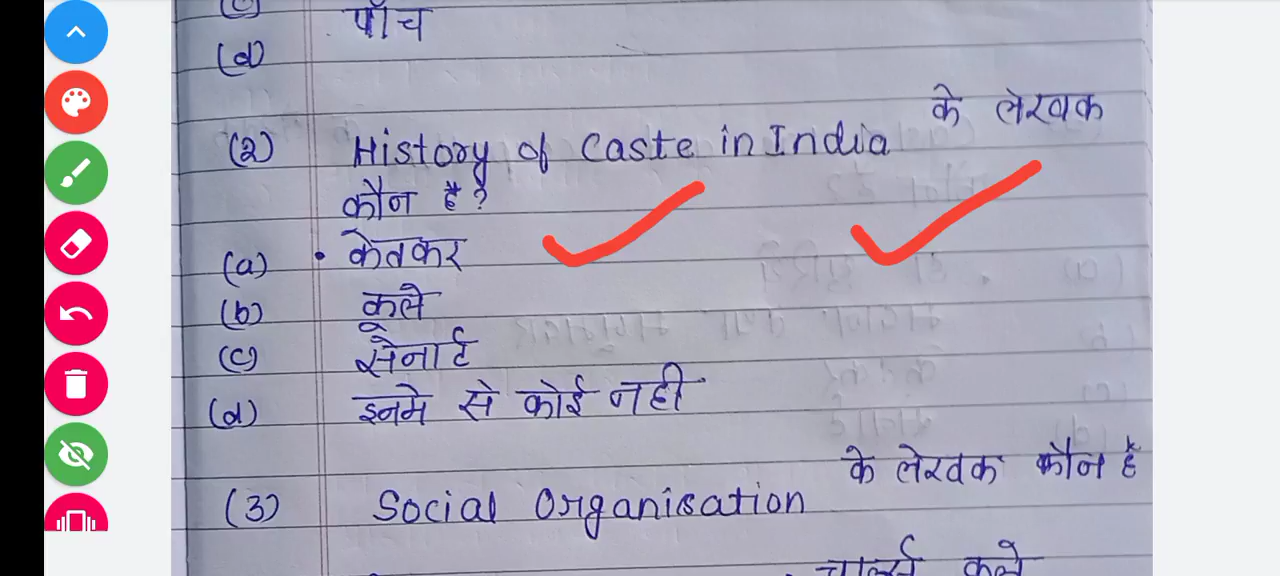 (c)
पाँच
(d)
(2) History of Caste in India के लेखक
कौन है?
(a) • केतकर
(b) कूले
(c) सेनार्ट
(d) इनमे से कोई नही
(3) Social Organisation के लेखक कौन है
चार्ल्स कूले